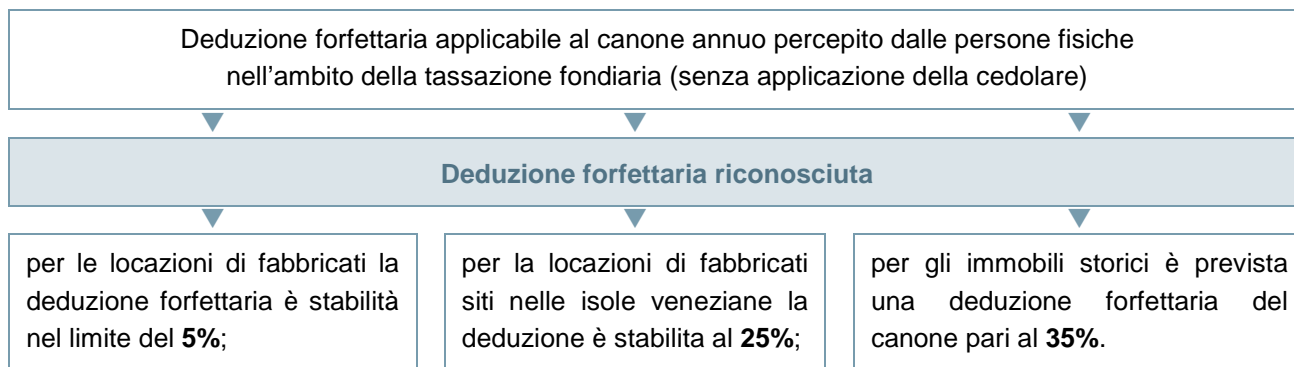 Deduzione forfettaria applicabile al canone annuo percepito dalle persone fisiche
nell'ambito della tassazione fondiaria (senza applicazione della cedolare)
Deduzione forfettaria riconosciuta
per le locazioni di fabbricati la
deduzione forfettaria è stabilità
nel limite del 5%;
per la locazioni di fabbricati
siti nelle isole veneziane la
deduzione è stabilita al 25%;
per gli immobili storici è prevista
una deduzione forfettaria del
canone pari al 35%.